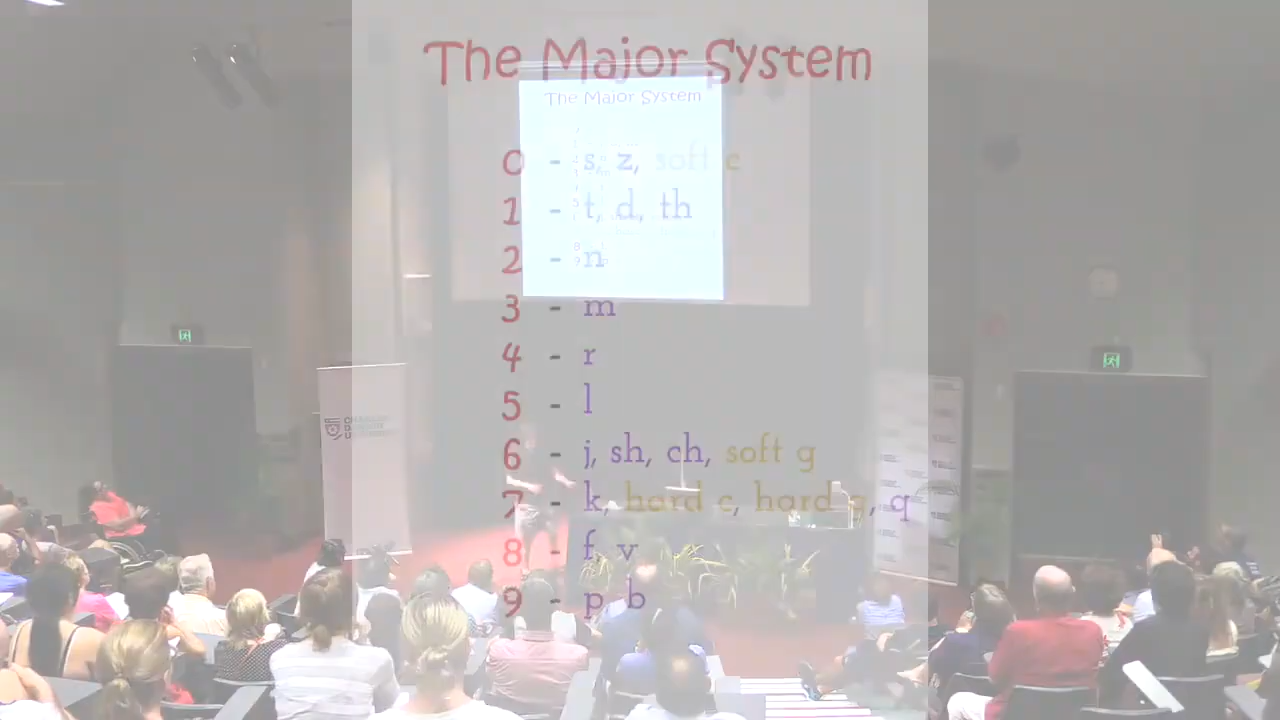 The Major System
The Major System
0 - s, z, soft c
1 - t, d, th
2 - n
3 - m
4 - r
5 - l
6 - j, sh, ch, soft g
7 - k, hard c, hard g, q
8 - f, v
9 - p, b